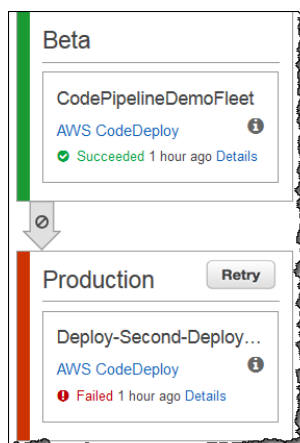 Beta
CodePipelineDemoFleet
AWS CodeDeploy
Succeeded 1 hour ago Details
Production
Retry
Deploy-Second-Deploy...
AWS CodeDeploy
Failed 1 hour ago Details